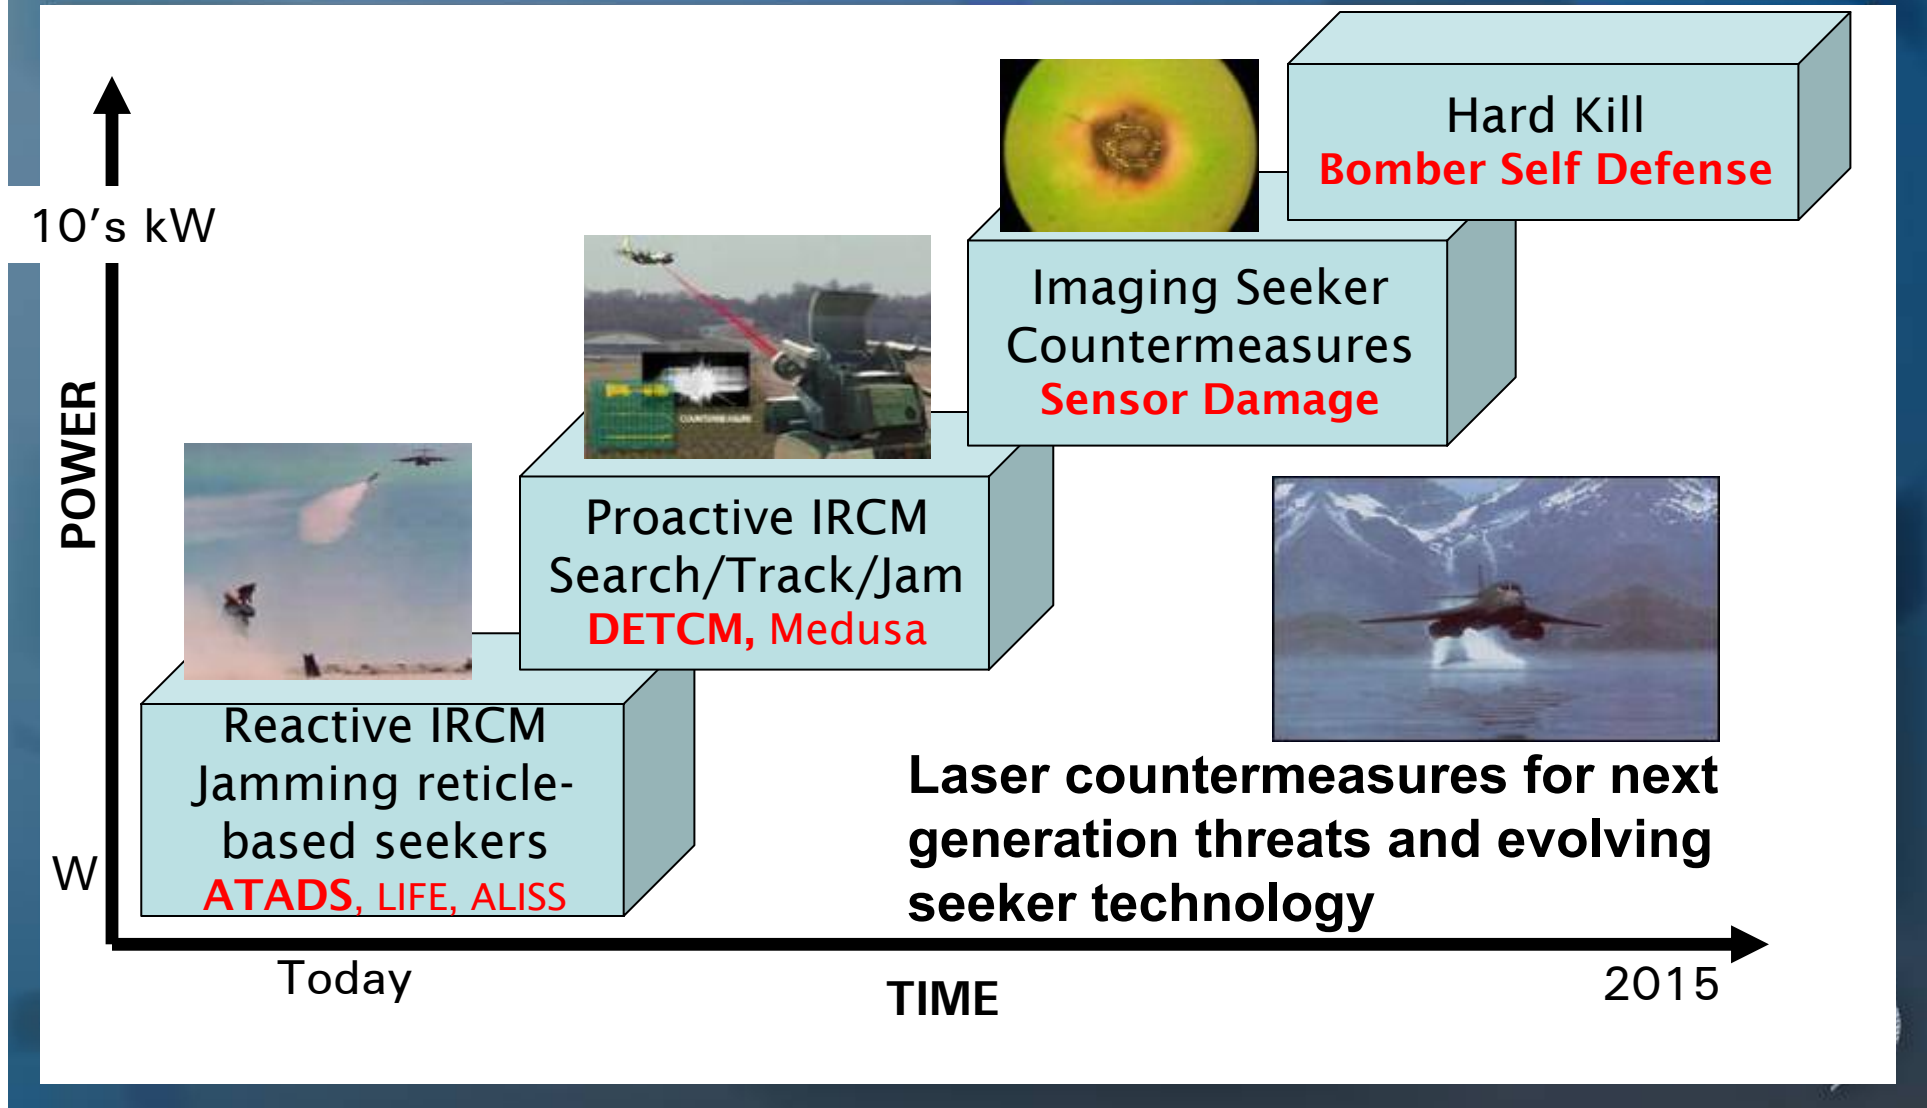 10's kW
POWER
W
Hard Kill
Bomber Self Defense
Imaging Seeker
Countermeasures
Sensor Damage
COUNTERMEASURE
Proactive IRCM
Search/Track/Jam
DETCM, Medusa
Reactive IRCM
Jamming reticle-
based seekers
ATADS, LIFE, ALISS
Laser countermeasures for next
generation threats and evolving
seeker technology
Today
TIME
2015